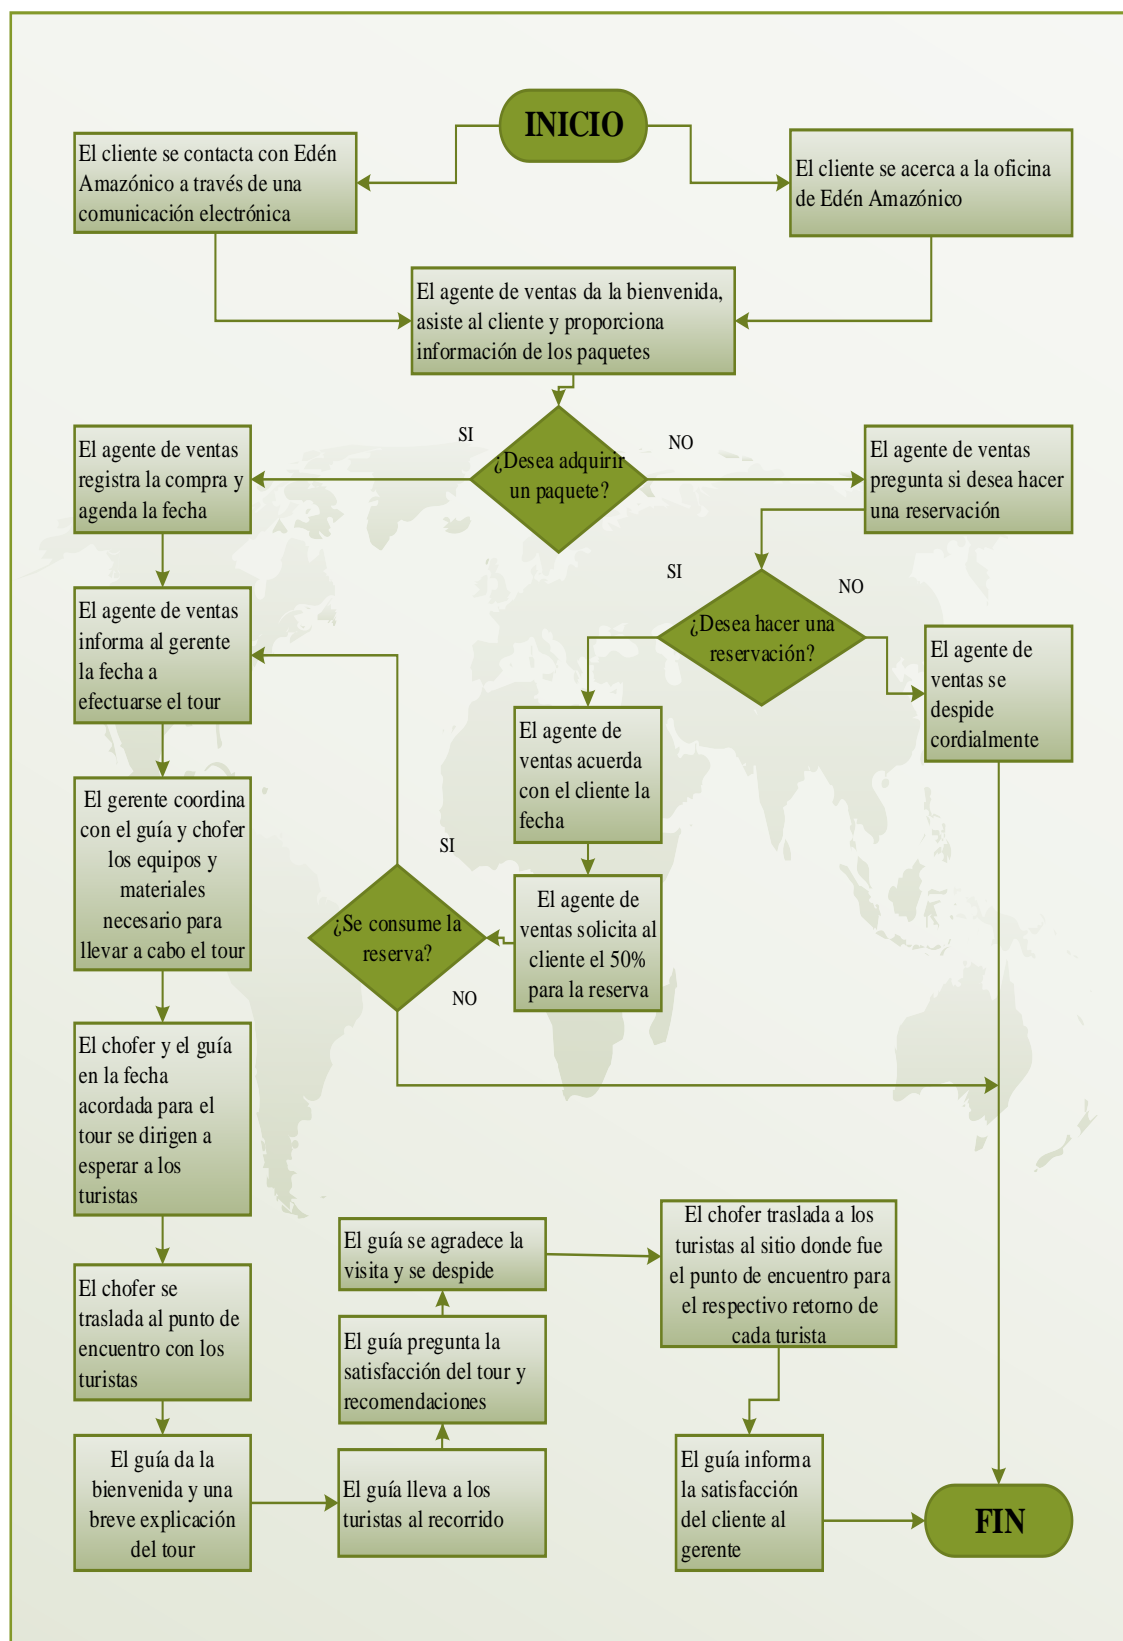 INICIO
El cliente se contacta con Edén
Amazónico a través de una
comunicación electrónica
El cliente se acerca a la oficina
de Edén Amazónico
El agente de ventas da la bienvenida,
asiste al cliente y proporciona
información de los paquetes
SI
¿Desea adquirir
un paquete?
NO
El agente de ventas
registra la compra y
agenda la fecha
El agente de ventas
pregunta si desea hacer
una reservación
SI
¿Desea hacer una
reservación?
NO
El agente de ventas
informa al gerente
la fecha a
efectuarse el tour
El agente de
ventas se
despide
cordialmente
El agente de
ventas acuerda
con el cliente la
fecha
El gerente coordina
con el guía y chofer
los equipos y
materiales
necesario para
llevar a cabo el tour
SI
¿Se consume la
reserva?
NO
El agente de
ventas solicita al
cliente el 50%
para la reserva
El chofer y el guía
en la fecha
acordada para el
tour se dirigen a
esperar a los
turistas
El chofer se
traslada al punto de
encuentro con los
turistas
El guía da la
bienvenida y una
breve explicación
del tour
El guía lleva a los
turistas al recorrido
El guía pregunta la
satisfacción del tour y
recomendaciones
El guía se agradece la
visita y se despide
El chofer traslada a los
turistas al sitio donde fue
el punto de encuentro para
el respectivo retorno de
cada turista
El guía informa
la satisfacción
del cliente al
gerente
FIN